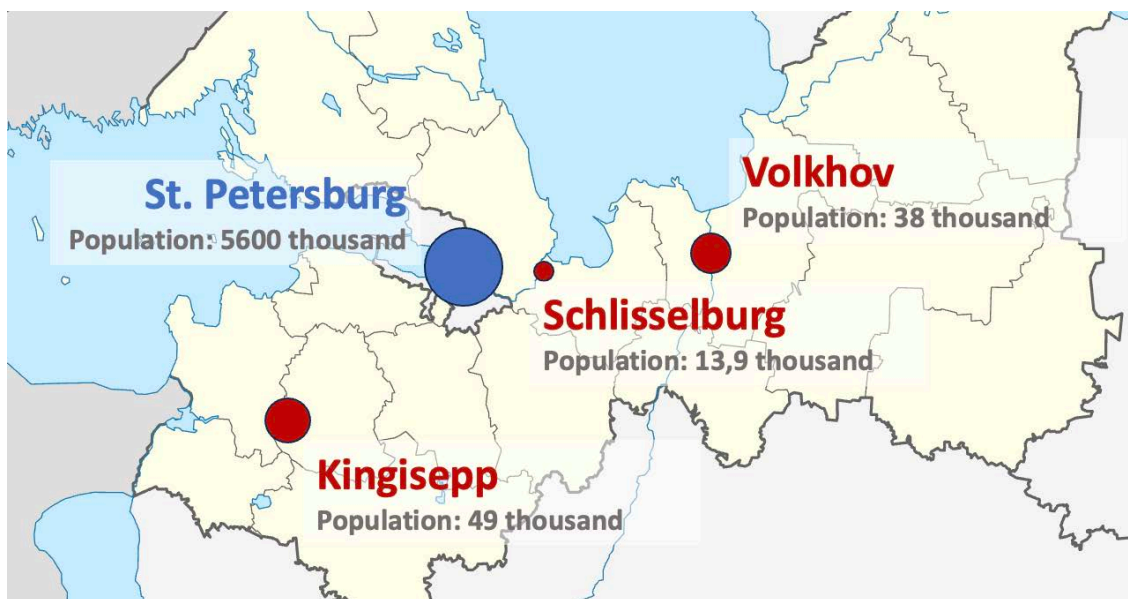 Volkhov
Population: 38 thousand
St. Petersburg
Population: 5600 thousand
Schlisselburg
Population: 13,9 thousand
Kingisepp
Population: 49 thousand